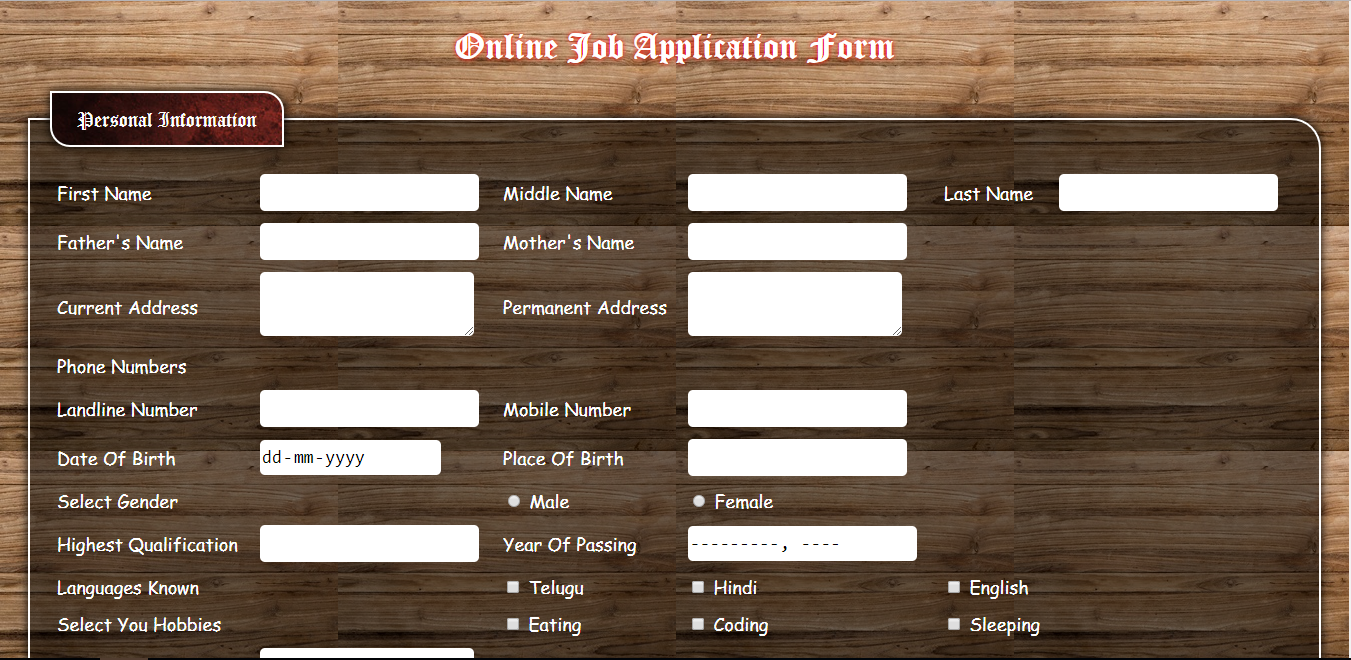 Online Job Application Form
Personal Information
First Name Middle Name Last Name
Father's Name Mother's Name
Current Address Permanent Address
Phone Numbers
Landline Number Mobile Number
Date Of Birth dd-mm-yyyy Place Of Birth
Select Gender Male Female
Highest Qualification Year Of Passing ---------, ----
Languages Known Telugu Hindi English
Select You Hobbies Eating Coding Sleeping